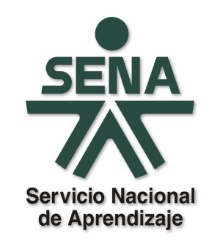 SENA
Servicio Nacional
de Aprendizaje